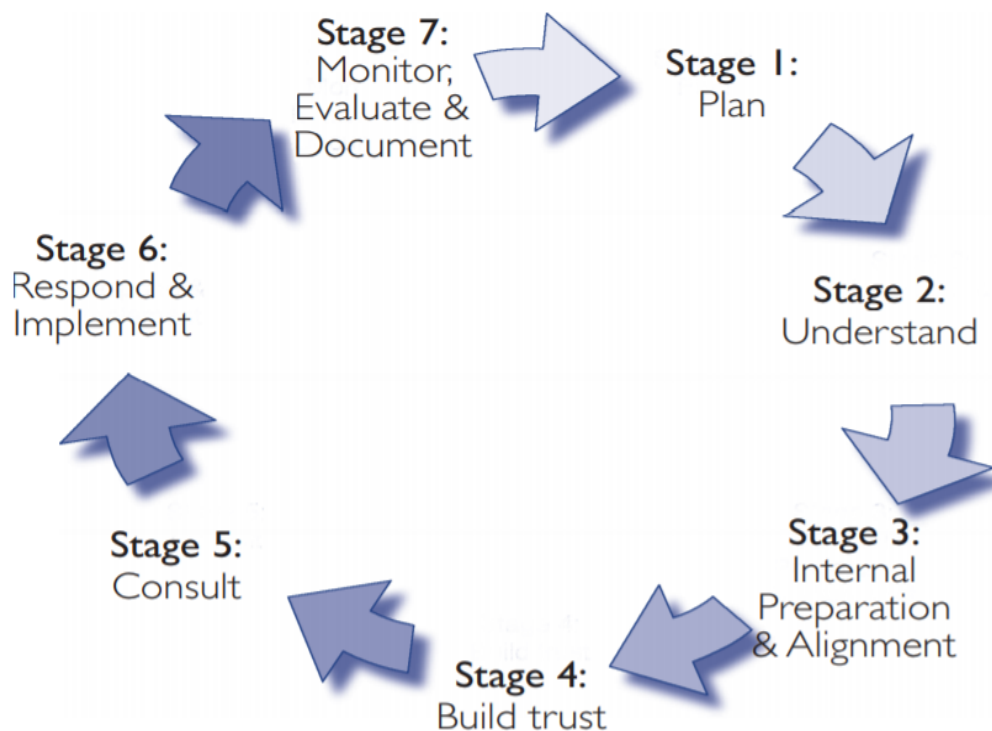 Stage 1:
Plan
Stage 2:
Understand
Stage 3:
Internal
Preparation
& Alignment
Stage 4:
Build trust
Stage 5:
Consult
Stage 6:
Respond &
Implement
Stage 7:
Monitor,
Evaluate &
Document